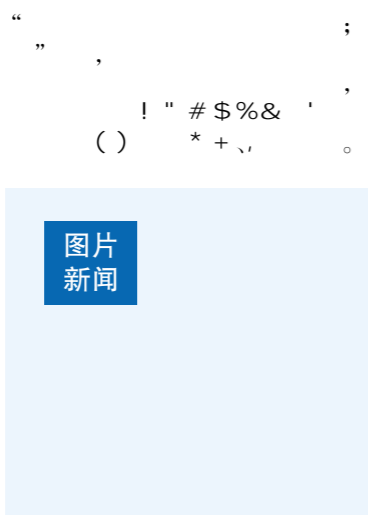 “ ;
” ,
,
! " # $ % & '
( ) * + 、, 。
图片
新闻